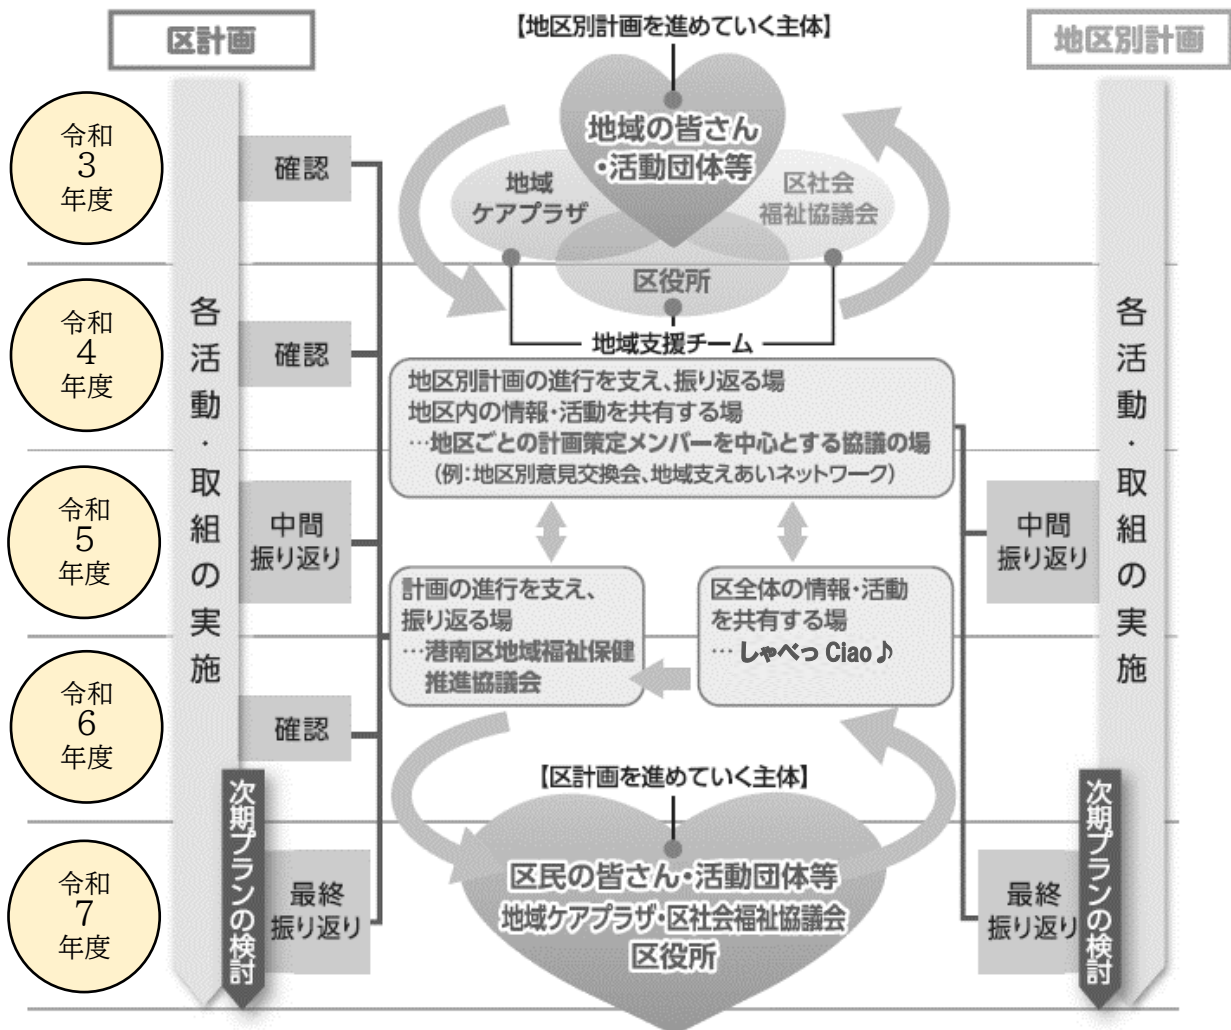 区計画
【地区別計画を進めていく主体】
地区別計画
令和
3
年度
確認
地域の皆さん
・活動団体等
地域
ケアプラザ
区社会
福祉協議会
区役所
地域支援チーム
令和
4
年度
確認
各活動・取組の実施
各活動・取組の実施
地区別計画の進行を支え、振り返る場
地区内の情報・活動を共有する場
…地区ごとの計画策定メンバーを中心とする協議の場
(例:地区別意見交換会、地域支えあいネットワーク)
令和
5
年度
中間
振り返り
中間
振り返り
計画の進行を支え、
振り返る場
…港南区地域福祉保健
推進協議会
区全体の情報・活動
を共有する場
… しゃべっ Ciao♪
令和
6
年度
確認
【区計画を進めていく主体】
次期プランの検討
次期プランの検討
令和
7
年度
最終
振り返り
区民の皆さん・活動団体等
地域ケアプラザ・区社会福祉協議会
区役所
最終
振り返り